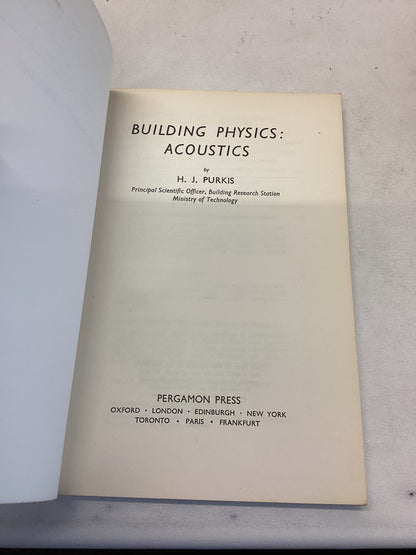 BUILDING PHYSICS:
ACOUSTICS
by
H. J. PURKIS
Principal Scientific Officer, Building Research Station
Ministry of Technology
PERGAMON PRESS
OXFORD · LONDON · EDINBURGH · NEW YORK
TORONTO · PARIS · FRANKFURT